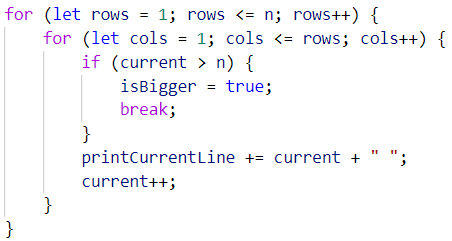 for (let rows = 1; rows <= n; rows++) {
    for (let cols = 1; cols <= rows; cols++) {
        if (current > n) {
            isBigger = true;
            break;
        }
        printCurrentLine += current + " ";
        current++;
    }
}